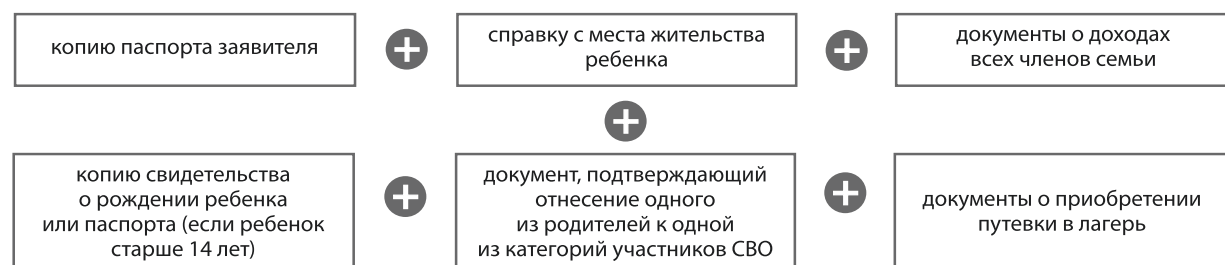 копию паспорта заявителя
справку с места жительства
ребенка
документы о доходах
всех членов семьи
копию свидетельства
о рождении ребенка
или паспорта (если ребенок
старше 14 лет)
документ, подтверждающий
отнесение одного
из родителей к одной
из категорий участников СВО
документы о приобретении
путевки в лагерь